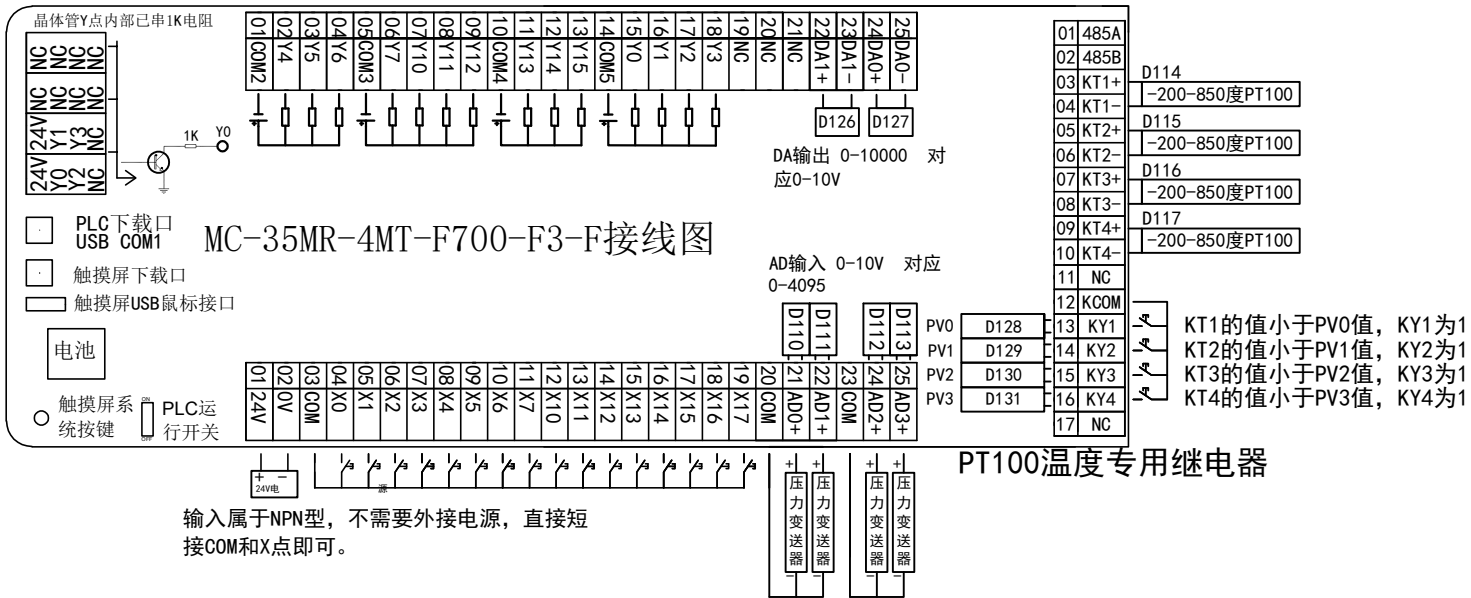 晶体管Y点内部已串1K电阻
NC NC NC NC
NC NC NC NC
24V 24V Y1 Y3 NC
24V Y0 Y2 NC
1K
Y0
01 COM2
02 Y4
03 Y5
04 Y6
05 COM3
06 Y7
07 Y10
08 Y11
09 Y12
10 COM4
11 Y13
12 Y14
13 Y15
14 COM5
15 Y0
16 Y1
17 Y2
18 Y3
19 NC
20 NC
21 NC
22 DA1+
23 DA1-
24 DA0+
25 DA0-
D126
D127
DA输出 0-10000 对
应0-10V
01 485A
02 485B
03 KT1+
04 KT1-
05 KT2+
06 KT2-
07 KT3+
08 KT3-
09 KT4+
10 KT4-
11 NC
12 KCOM
13 KY1
14 KY2
15 KY3
16 KY4
17 NC
D114
-200-850度PT100
D115
-200-850度PT100
D116
-200-850度PT100
D117
-200-850度PT100
PLC下载口
USB COM1
MC-35MR-4MT-F700-F3-F接线图
触摸屏下载口
触摸屏USB鼠标接口
电池
触摸屏系
统按键
ON
OFF
PLC运
行开关
AD输入 0-10V 对应
0-4095
D110
D111
D112
D113
PV0 D128
PV1 D129
PV2 D130
PV3 D131
KT1的值小于PV0值，KY1为1
KT2的值小于PV1值，KY2为1
KT3的值小于PV2值，KY3为1
KT4的值小于PV3值，KY4为1
01 24V
02 0V
03 COM
04 X0
05 X1
06 X2
07 X3
08 X4
09 X5
10 X6
11 X7
12 X10
13 X11
14 X12
15 X13
16 X14
17 X15
18 X16
19 X17
20 COM
21 AD0+
22 AD1+
23 COM
24 AD2+
25 AD3+
PT100温度专用继电器
+ -
24V电
源
+ 压力变送器 -
+ 压力变送器 -
+ 压力变送器 -
+ 压力变送器 -
输入属于NPN型，不需要外接电源，直接短
接COM和X点即可。